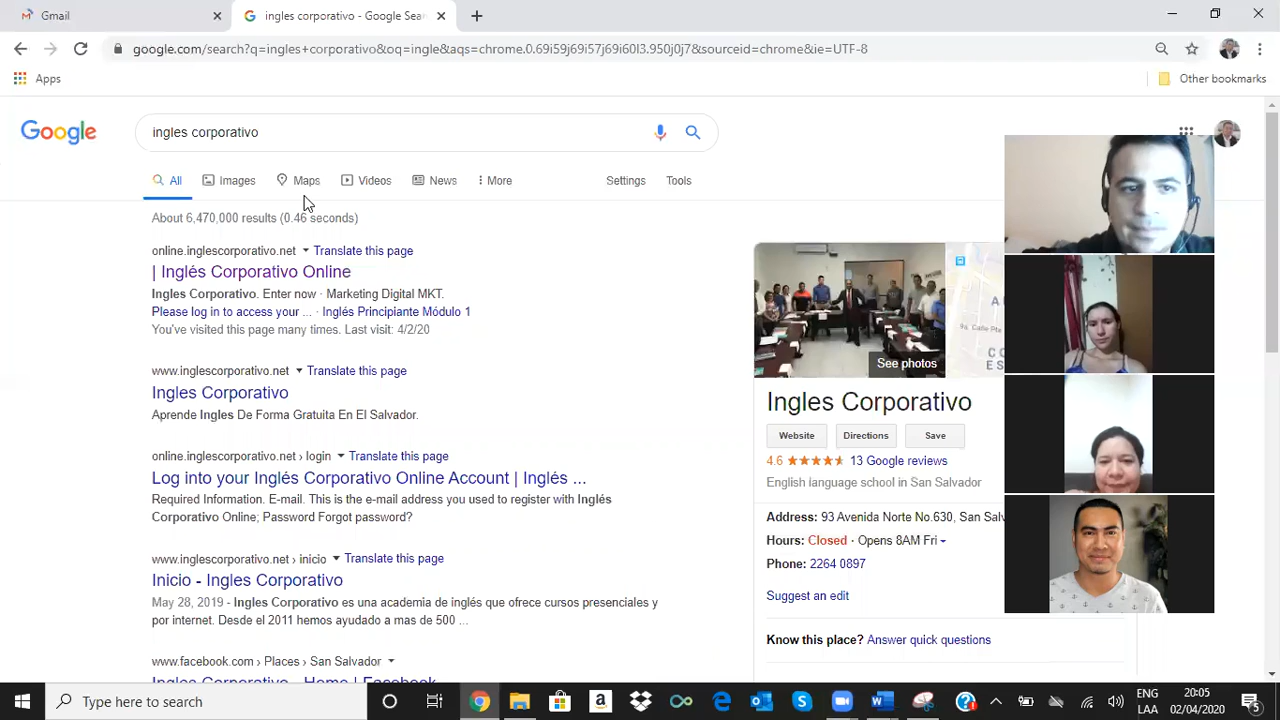 Gmail
ingles corporativo - Google Sea
google.com/search?q=ingles+corporativo&oq=ingle&aqs=chrome.0.69i59j69i57j69i60l3.950j0j7&sourceid=chrome&ie=UTF-8
Apps
Other bookmarks
Google
ingles corporativo
All
Images
Maps
Videos
News
More
Settings
Tools
About 6,470,000 results (0.46 seconds)
online.inglescorporativo.net Translate this page
| Inglés Corporativo Online
Ingles Corporativo. Enter now · Marketing Digital MKT.
Please log in to access your ... · Inglés Principiante Módulo 1
You've visited this page many times. Last visit: 4/2/20
www.inglescorporativo.net Translate this page
Ingles Corporativo
Aprende Ingles De Forma Gratuita En El Salvador.
online.inglescorporativo.net › login Translate this page
Log into your Inglés Corporativo Online Account | Inglés ...
Required Information. E-mail. This is the e-mail address you used to register with Inglés
Corporativo Online; Password Forgot password?
www.inglescorporativo.net › inicio Translate this page
Inicio - Ingles Corporativo
May 28, 2019 - Ingles Corporativo es una academia de inglés que ofrece cursos presenciales y
por internet. Desde el 2011 hemos ayudado a mas de 500 ...
www.facebook.com › Places › San Salvador
Ingles Corporativo - Home | Facebook
See photos
Ingles Corporativo
Website
Directions
Save
4.6
13 Google reviews
English language school in San Salvador
Address: 93 Avenida Norte No.630, San Salv
Hours: Closed · Opens 8AM Fri
Phone: 2264 0897
Suggest an edit
Know this place? Answer quick questions
Type here to search
ENG
LAA
20:05
02/04/2020
5